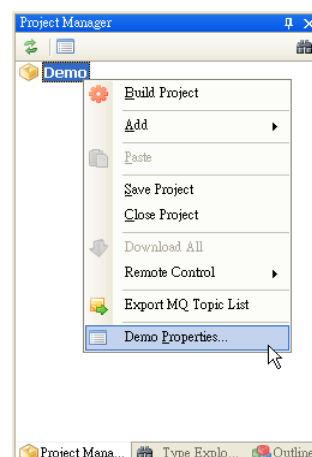 Project Manager
Demo
Build Project
Add
Paste
Save Project
Close Project
Download All
Remote Control
Export MQ Topic List
Demo Properties...
Project Mana... Type Explo... Outline